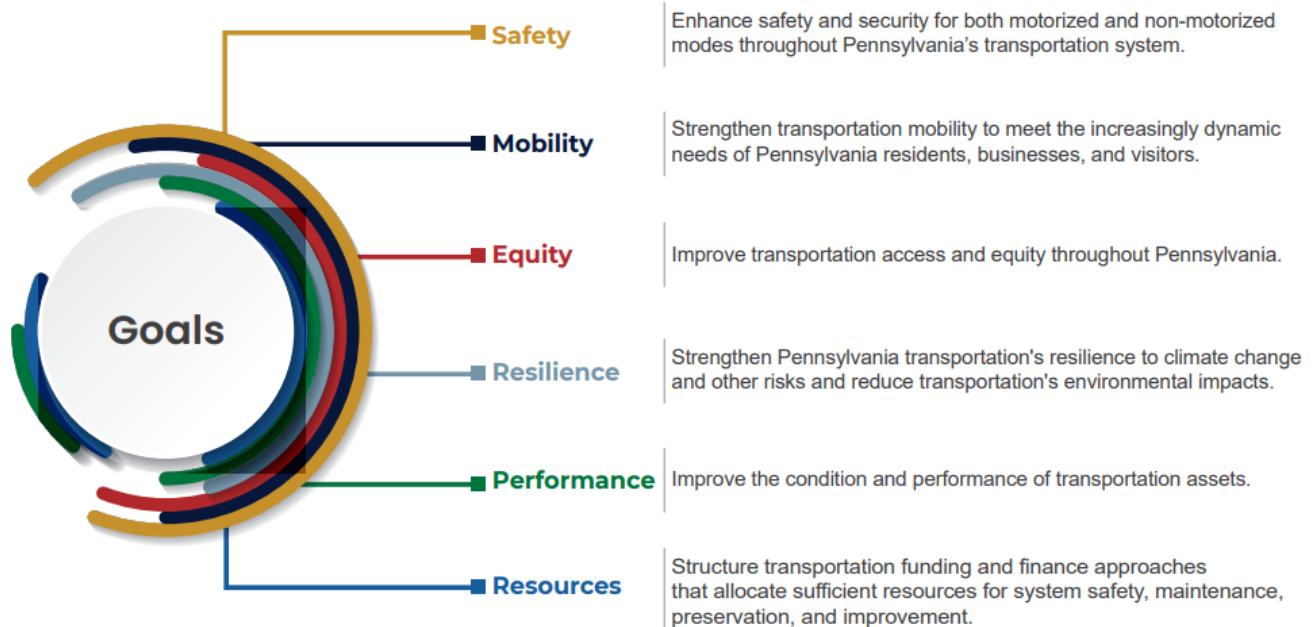 Goals
Safety
Enhance safety and security for both motorized and non-motorized
modes throughout Pennsylvania’s transportation system.
Mobility
Strengthen transportation mobility to meet the increasingly dynamic
needs of Pennsylvania residents, businesses, and visitors.
Equity
Improve transportation access and equity throughout Pennsylvania.
Resilience
Strengthen Pennsylvania transportation's resilience to climate change
and other risks and reduce transportation's environmental impacts.
Performance
Improve the condition and performance of transportation assets.
Resources
Structure transportation funding and finance approaches
that allocate sufficient resources for system safety, maintenance,
preservation, and improvement.